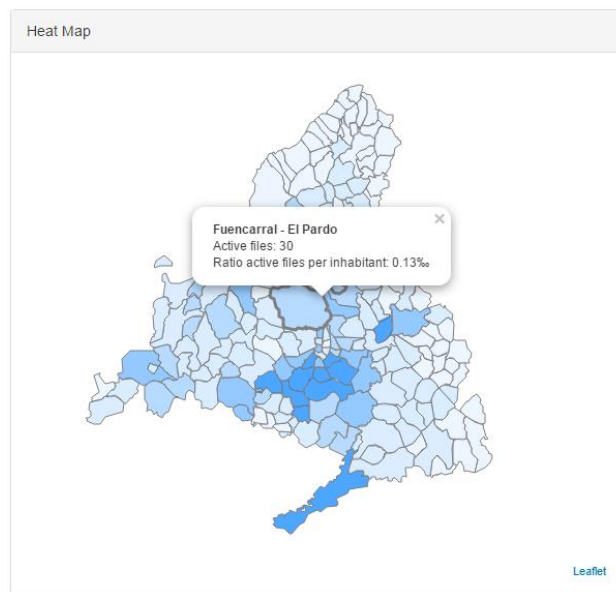 Heat Map
×
Fuencarral - El Pardo
Active files: 30
Ratio active files per inhabitant: 0.13‰
Leaflet